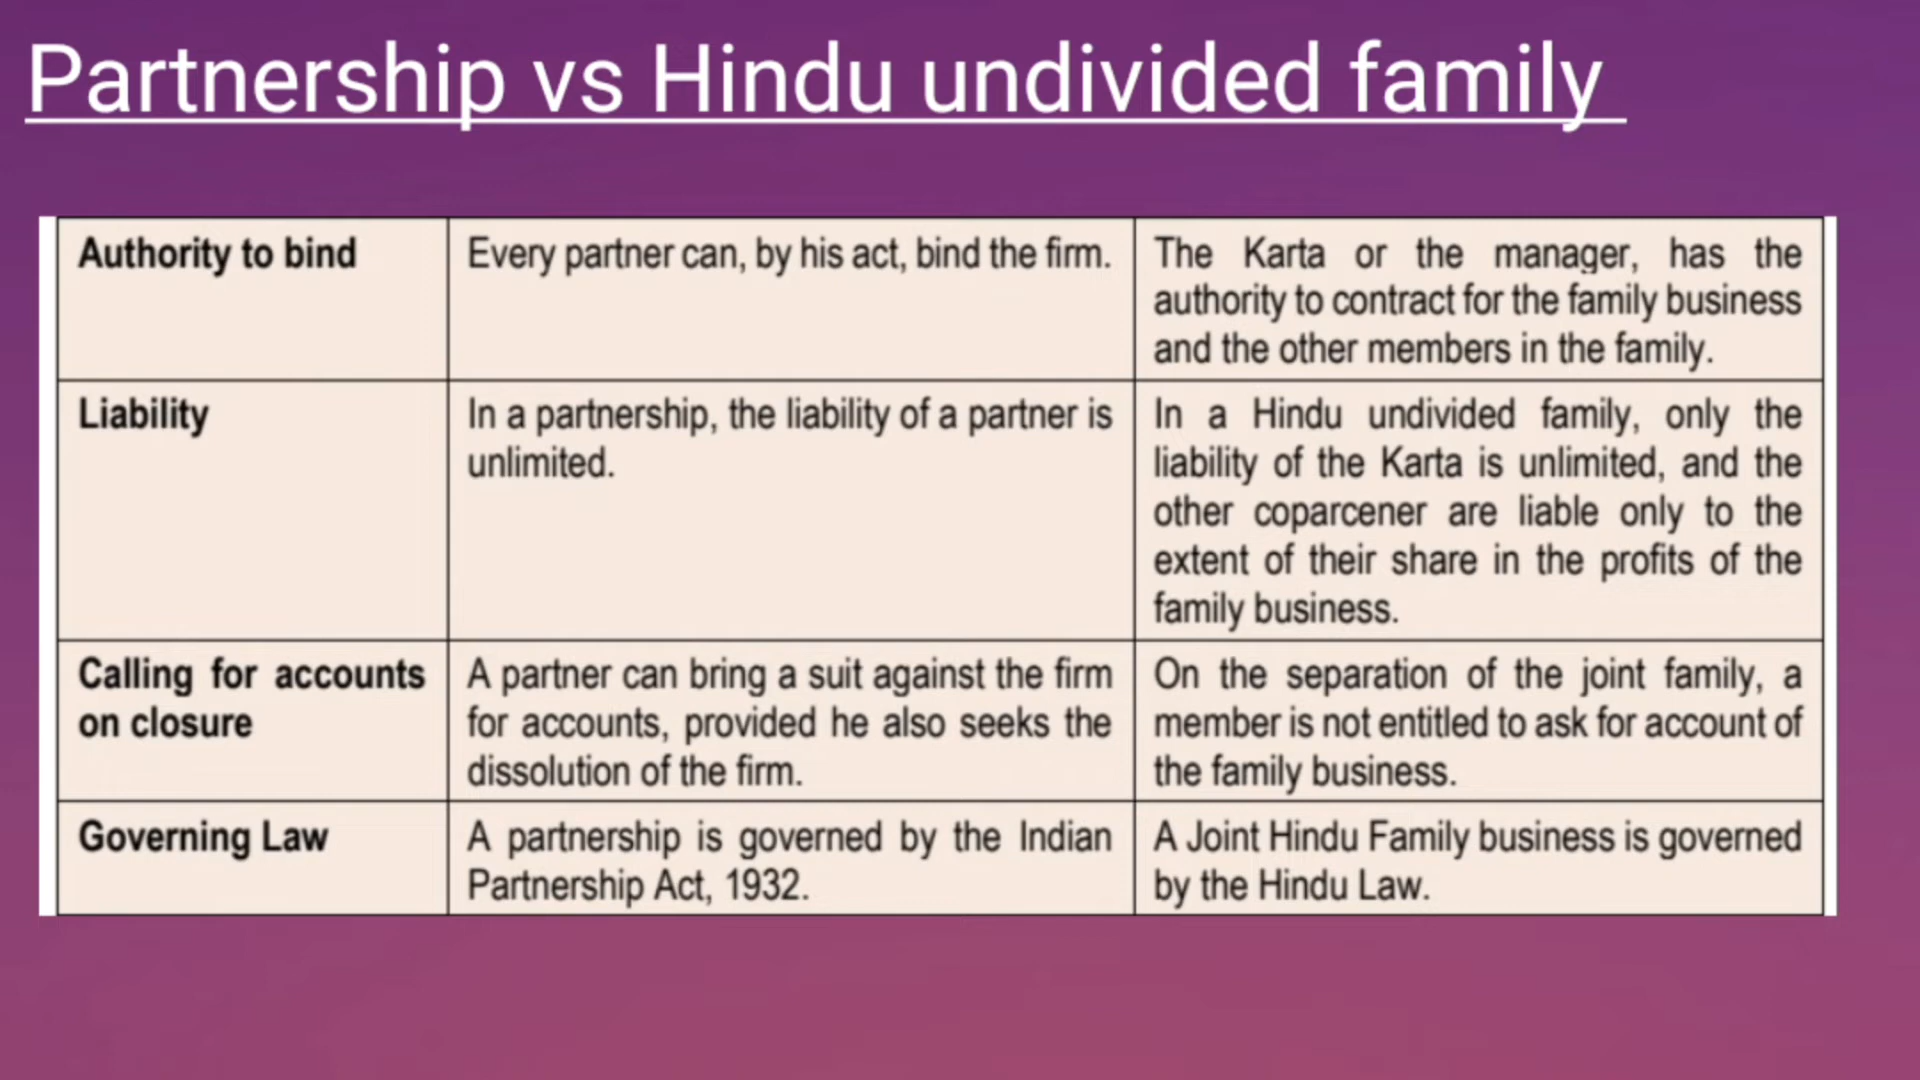 Partnership vs Hindu undivided family
Authority to bind
Every partner can, by his act, bind the firm.
The Karta or the manager, has the
authority to contract for the family business
and the other members in the family.
Liability
In a partnership, the liability of a partner is
unlimited.
In a Hindu undivided family, only the
liability of the Karta is unlimited, and the
other coparcener are liable only to the
extent of their share in the profits of the
family business.
Calling for accounts
on closure
A partner can bring a suit against the firm
for accounts, provided he also seeks the
dissolution of the firm.
On the separation of the joint family, a
member is not entitled to ask for account of
the family business.
Governing Law
A partnership is governed by the Indian
Partnership Act, 1932.
A Joint Hindu Family business is governed
by the Hindu Law.